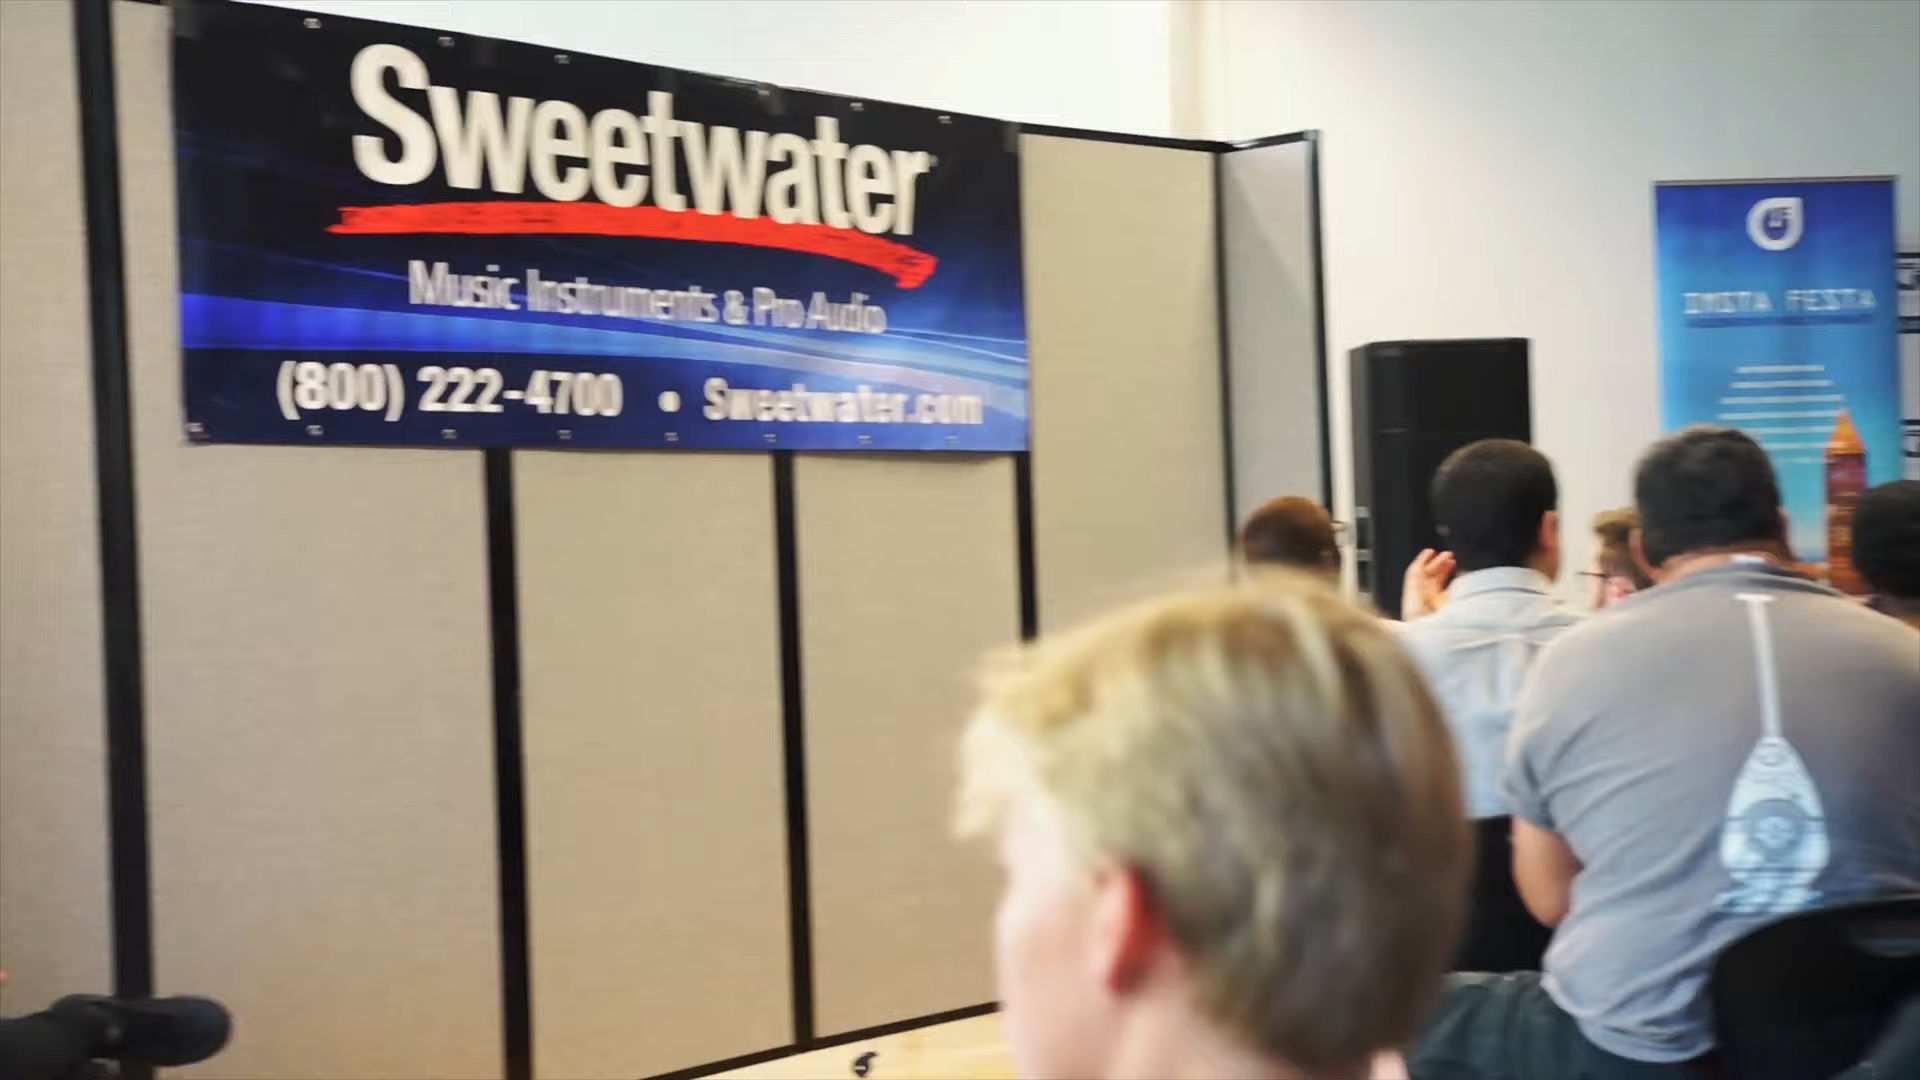 Sweetwater
Music Instruments & Pro Audio
(800) 222-4700 • Sweetwater.com
INSTA FESTA